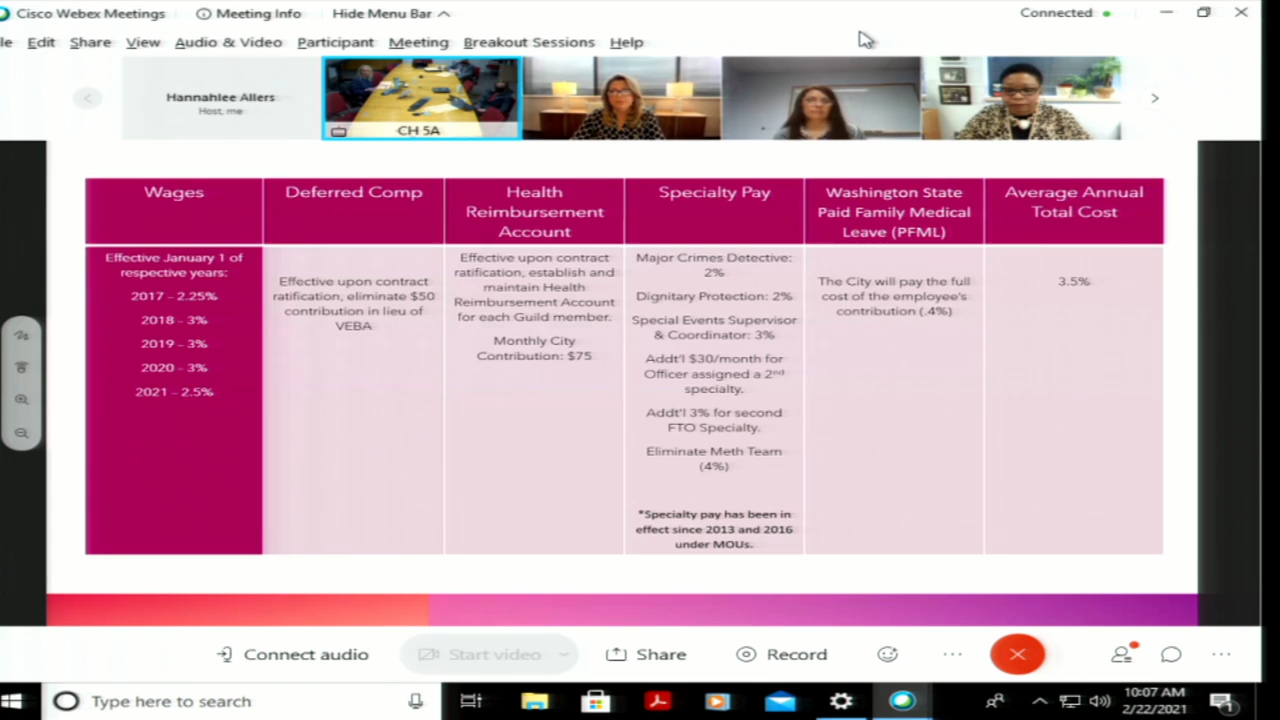 Cisco Webex Meetings
Meeting Info
Hide Menu Bar
Connected
le Edit Share View Audio & Video Participant Meeting Breakout Sessions Help
Hannahlee Allers
Host, me
CH 5A
Wages
Effective January 1 of
respective years:
2017 – 2.25%
2018 – 3%
2019 – 3%
2020 – 3%
2021 – 2.5%
Deferred Comp
Effective upon contract
ratification, eliminate $50
contribution in lieu of
VEBA
Health
Reimbursement
Account
Effective upon contract
ratification, establish and
maintain Health
Reimbursement Account
for each Guild member.
Monthly City
Contribution: $75
Specialty Pay
Major Crimes Detective:
2%
Dignitary Protection: 2%
Special Events Supervisor
& Coordinator: 3%
Addt'l $30/month for
Officer assigned a 2nd
specialty.
Addt'l 3% for second
FTO Specialty.
Eliminate Meth Team
(4%)
*Specialty pay has been in
effect since 2013 and 2016
under MOUs.
Washington State
Paid Family Medical
Leave (PFML)
The City will pay the full
cost of the employee's
contribution (.4%)
Average Annual
Total Cost
3.5%
Connect audio
Start video
Share
Record
Type here to search
10:07 AM
2/22/2021
1